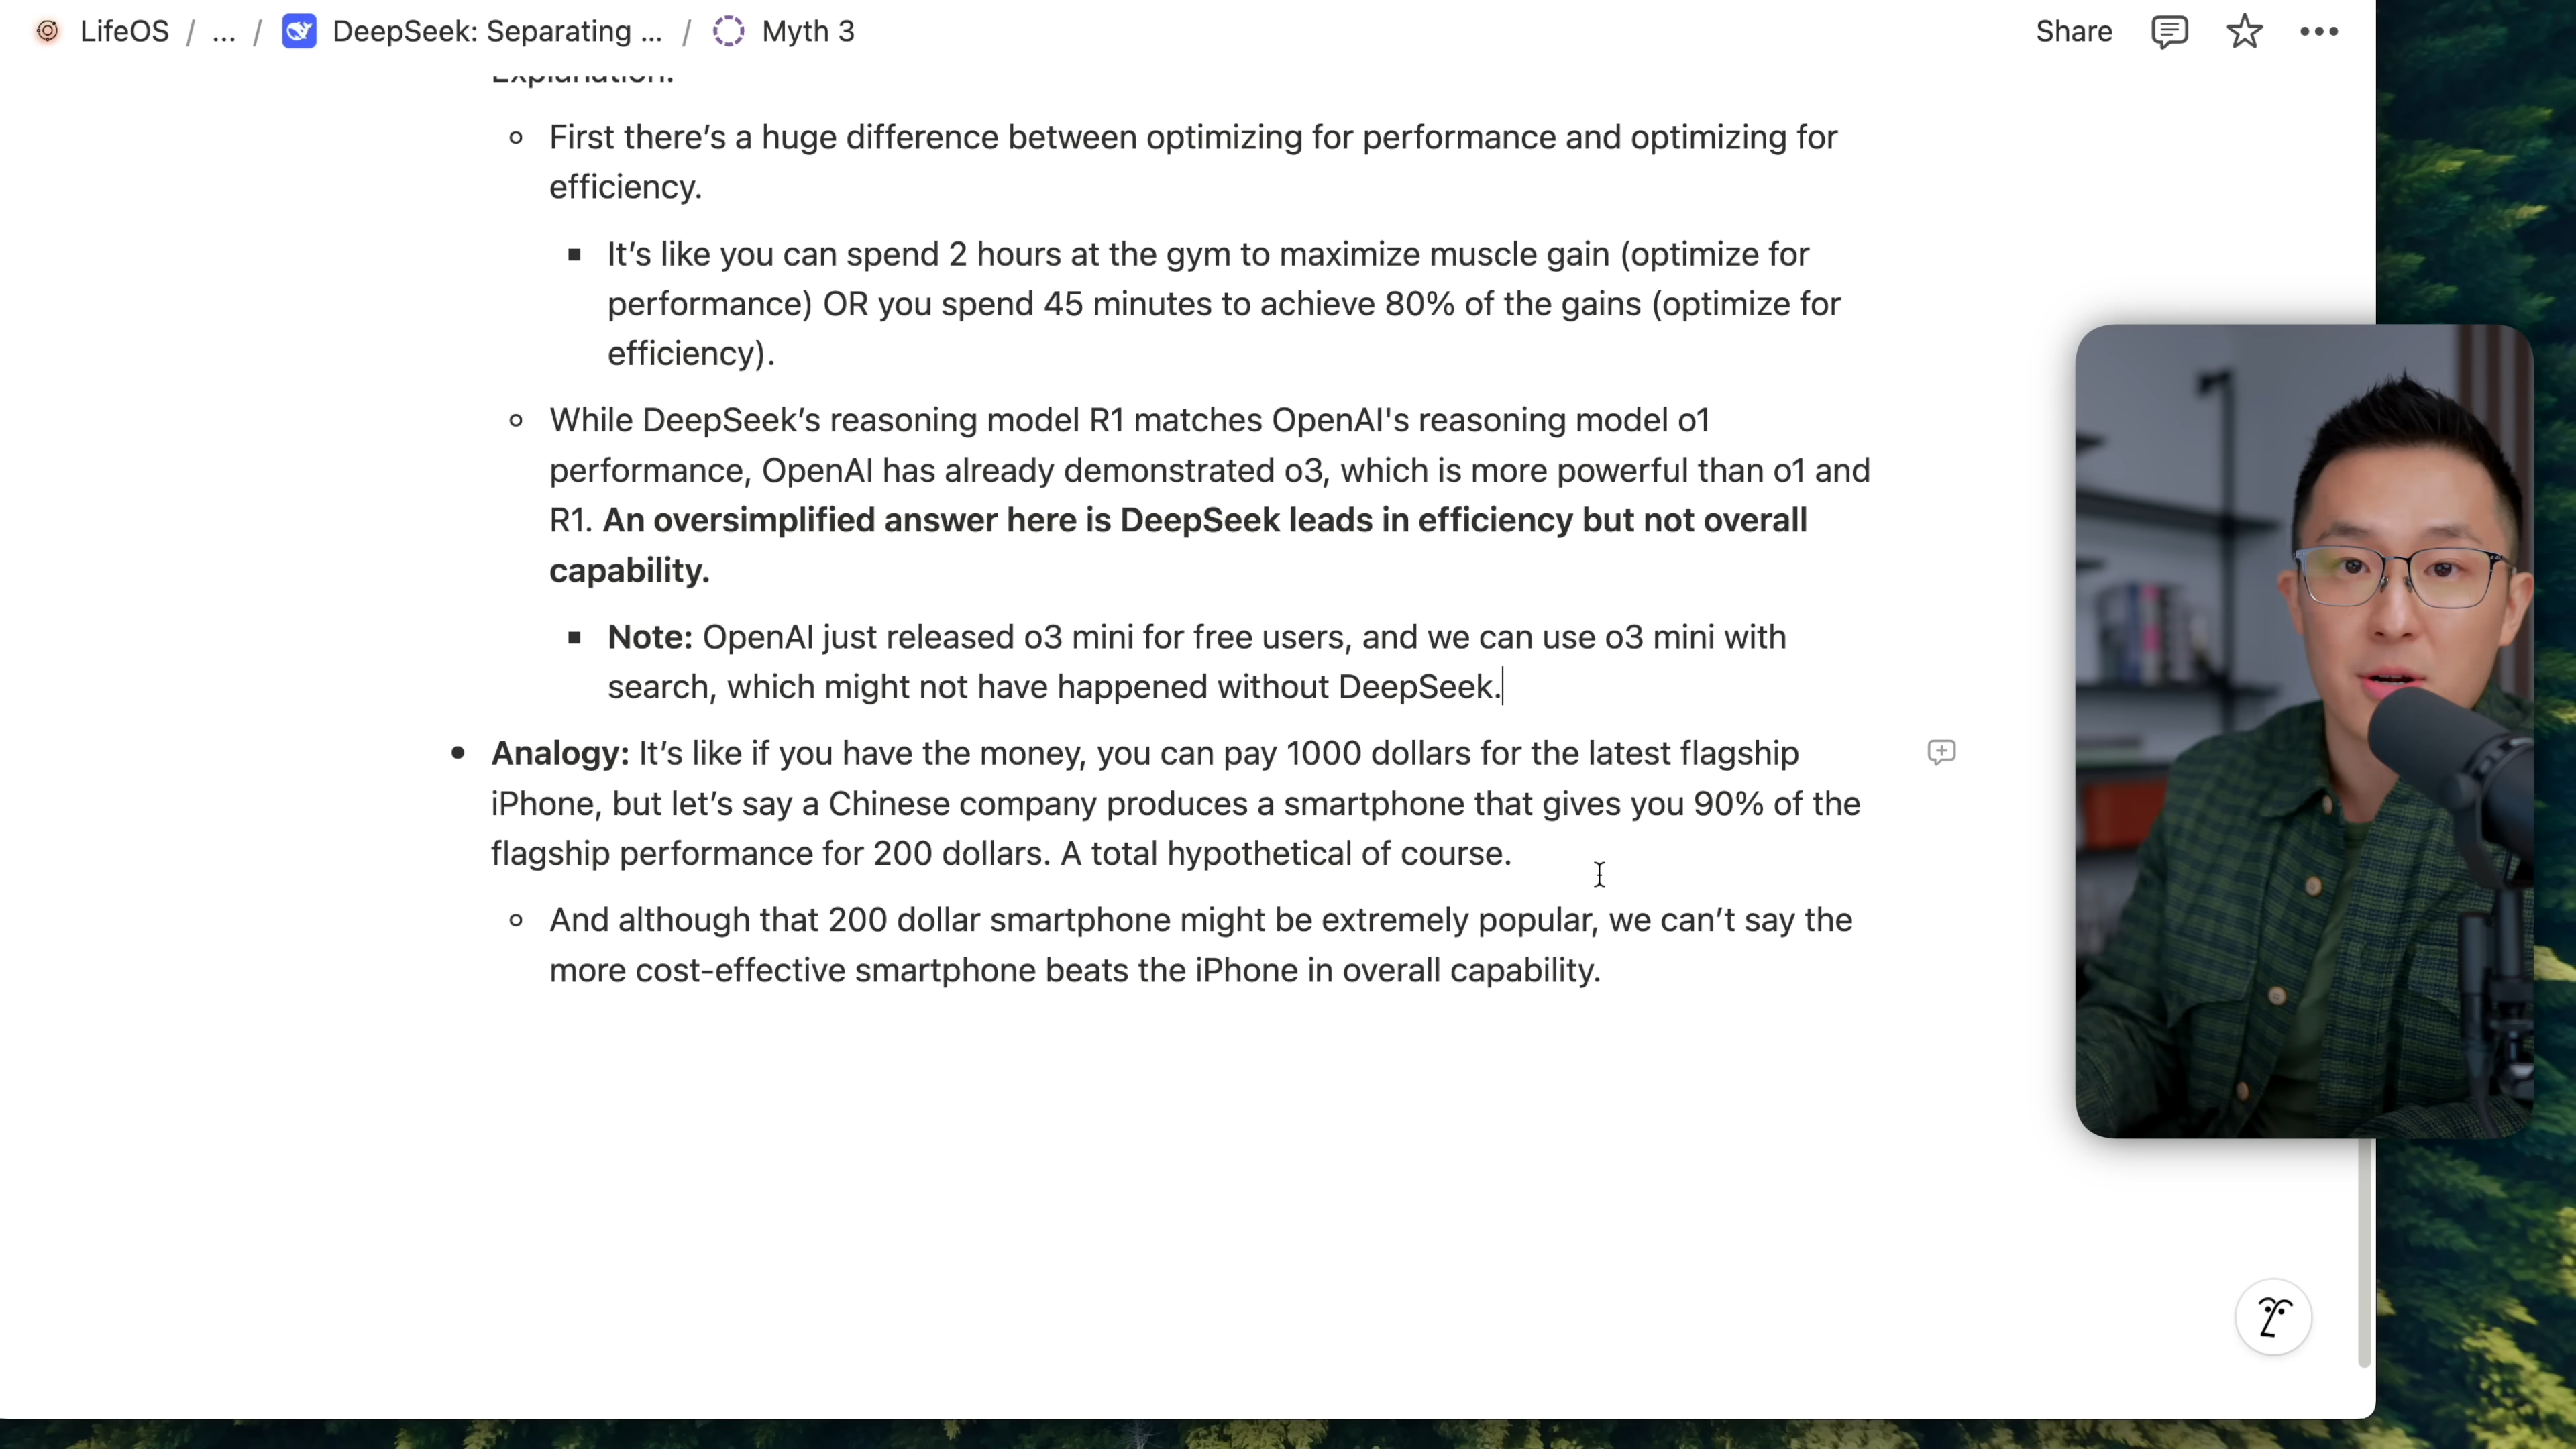 LifeOS / ... / DeepSeek: Separating ... / Myth 3
Share
Explanation:
First there’s a huge difference between optimizing for performance and optimizing for
efficiency.
It’s like you can spend 2 hours at the gym to maximize muscle gain (optimize for
performance) OR you spend 45 minutes to achieve 80% of the gains (optimize for
efficiency).
While DeepSeek’s reasoning model R1 matches OpenAI's reasoning model o1
performance, OpenAI has already demonstrated o3, which is more powerful than o1 and
R1. An oversimplified answer here is DeepSeek leads in efficiency but not overall
capability.
Note: OpenAI just released o3 mini for free users, and we can use o3 mini with
search, which might not have happened without DeepSeek.
Analogy: It’s like if you have the money, you can pay 1000 dollars for the latest flagship
iPhone, but let’s say a Chinese company produces a smartphone that gives you 90% of the
flagship performance for 200 dollars. A total hypothetical of course.
And although that 200 dollar smartphone might be extremely popular, we can’t say the
more cost-effective smartphone beats the iPhone in overall capability.